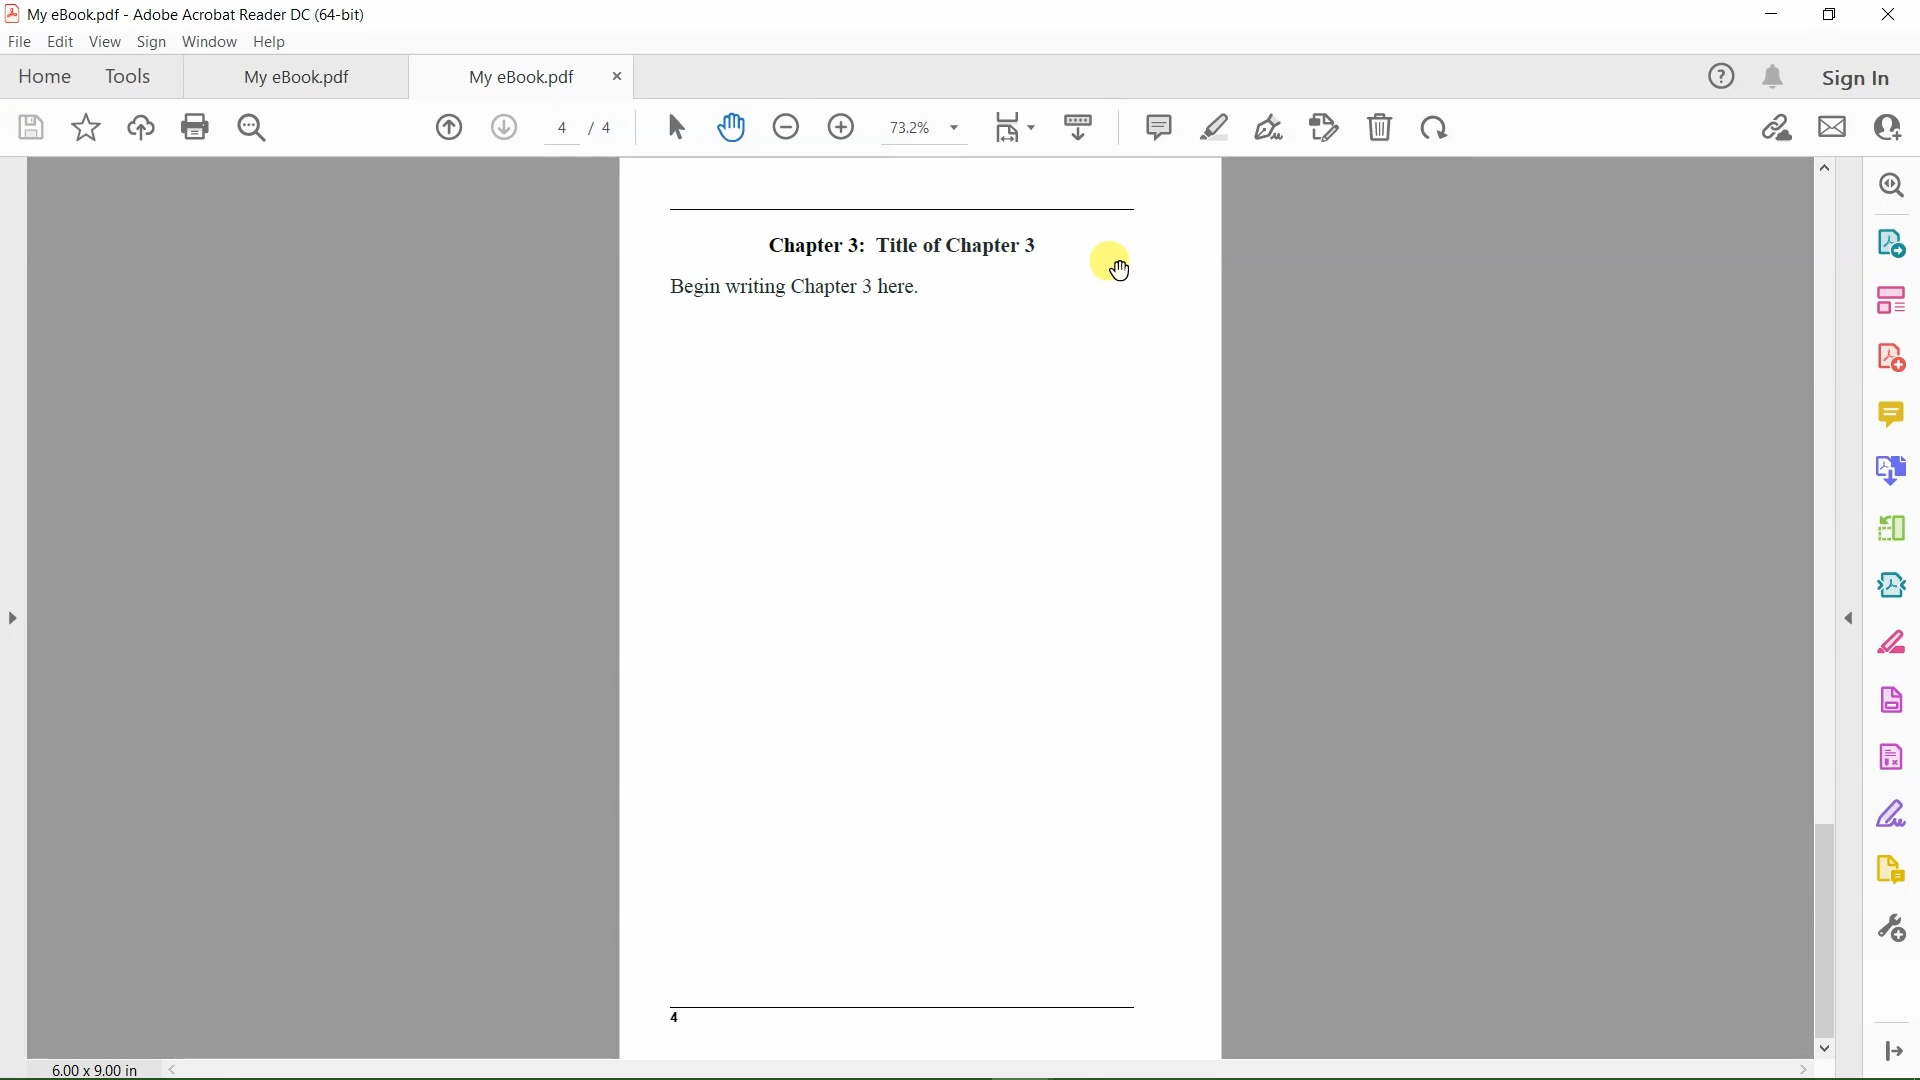 My eBook.pdf - Adobe Acrobat Reader DC (64-bit)
File Edit View Sign Window Help
Home Tools My eBook.pdf My eBook.pdf Sign In
4 / 4 73.2%
Chapter 3: Title of Chapter 3
Begin writing Chapter 3 here.
4
6.00 x 9.00 in